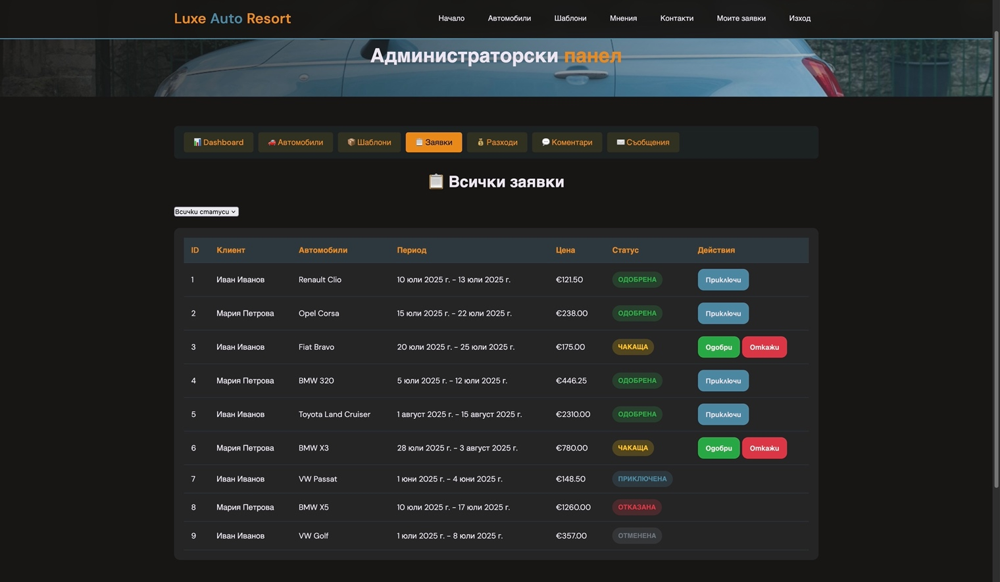 Luxe Auto Resort
Начало Автомобили Шаблони Мнения Контакти Моите заявки Изход
Администраторски панел
Dashboard Автомобили Шаблони Заявки Разходи Коментари Съобщения
Всички заявки
Всички статуси
ID Клиент Автомобили Период Цена Статус Действия
1 Иван Иванов Renault Clio 10 юли 2025 г. – 13 юли 2025 г. €121.50 ОДОБРЕНА Приключи
2 Мария Петрова Opel Corsa 15 юли 2025 г. – 22 юли 2025 г. €238.00 ОДОБРЕНА Приключи
3 Иван Иванов Fiat Bravo 20 юли 2025 г. – 25 юли 2025 г. €175.00 ЧАКАЩА Одобри Откажи
4 Мария Петрова BMW 320 5 юли 2025 г. – 12 юли 2025 г. €446.25 ОДОБРЕНА Приключи
5 Иван Иванов Toyota Land Cruiser 1 август 2025 г. – 15 август 2025 г. €2310.00 ОДОБРЕНА Приключи
6 Мария Петрова BMW X3 28 юли 2025 г. – 3 август 2025 г. €780.00 ЧАКАЩА Одобри Откажи
7 Иван Иванов VW Passat 1 юни 2025 г. – 4 юни 2025 г. €148.50 ПРИКЛЮЧЕНА
8 Мария Петрова BMW X5 10 юли 2025 г. – 17 юли 2025 г. €1260.00 ОТКАЗАНА
9 Иван Иванов VW Golf 1 юли 2025 г. – 8 юли 2025 г. €357.00 ОТМЕНЕНА